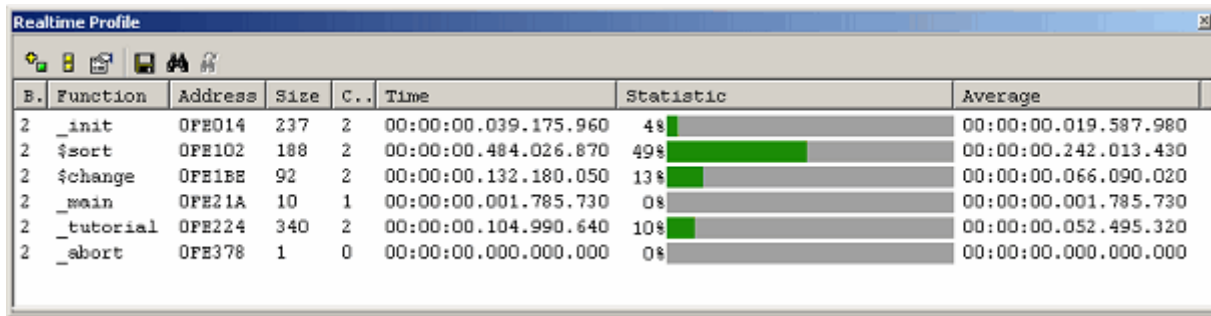 Realtime Profile
B. Function Address Size C.. Time Statistic Average
2 _init 0FE014 237 2 00:00:00.039.175.960 4% 00:00:00.019.587.980
2 $sort 0FE102 188 2 00:00:00.484.026.870 49% 00:00:00.242.013.430
2 $change 0FE1BE 92 2 00:00:00.132.180.050 13% 00:00:00.066.090.020
2 _main 0FE21A 10 1 00:00:00.001.785.730 0% 00:00:00.001.785.730
2 _tutorial 0FE224 340 2 00:00:00.104.990.640 10% 00:00:00.052.495.320
2 _abort 0FE378 1 0 00:00:00.000.000.000 0% 00:00:00.000.000.000